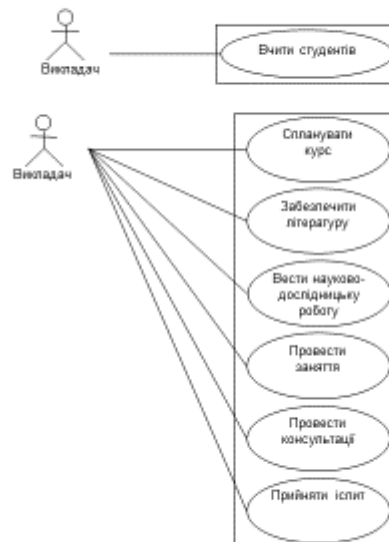 Вчити студентів
Викладач
Спланувати
курс
Викладач
Забезпечити
літературу
Вести науково-
дослідницьку
роботу
Провести
заняття
Провести
консультації
Прийняти іспит